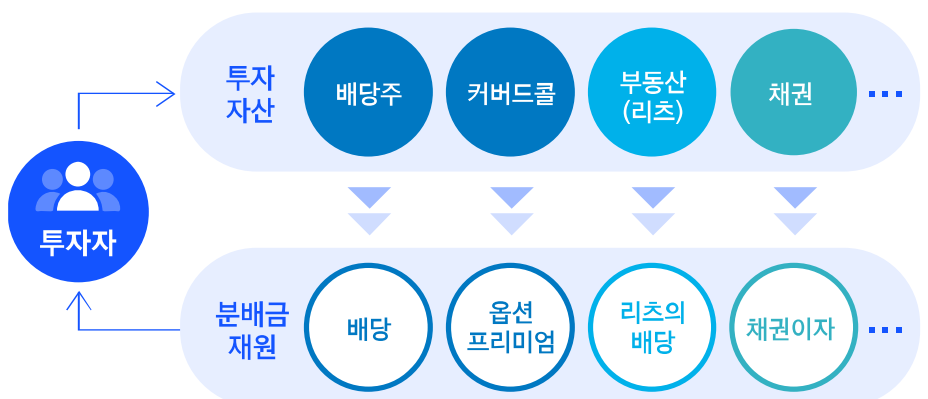 투자
자산
배당주
커버드콜
부동산
(리츠)
채권
투자자
분배금
재원
배당
옵션
프리미엄
리츠의
배당
채권이자